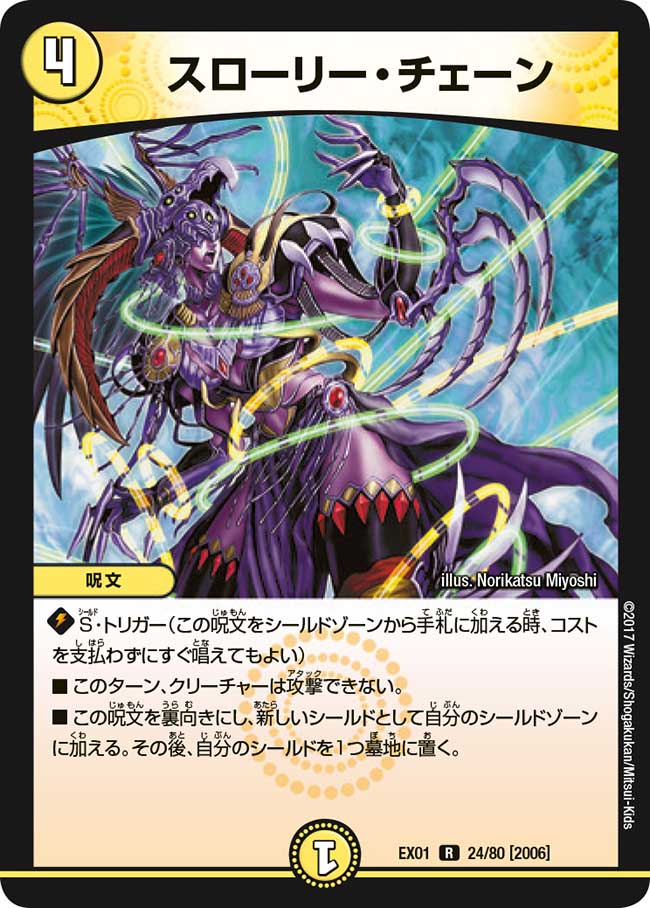 4
スローリー・チェーン
呪文
illus. Norikatsu Miyoshi
S・トリガー(この呪文をシールドゾーンから手札に加える時、コスト
を支払わずにすぐ唱えてもよい)
■ このターン、クリーチャーは攻撃できない。
■ この呪文を裏向きにし、新しいシールドとして自分のシールドゾーン
に加える。その後、自分のシールドを1つ墓地に置く。
©2017 Wizards/Shogakukan/Mitsui-Kids
1
EX01 R 24/80 [2006]